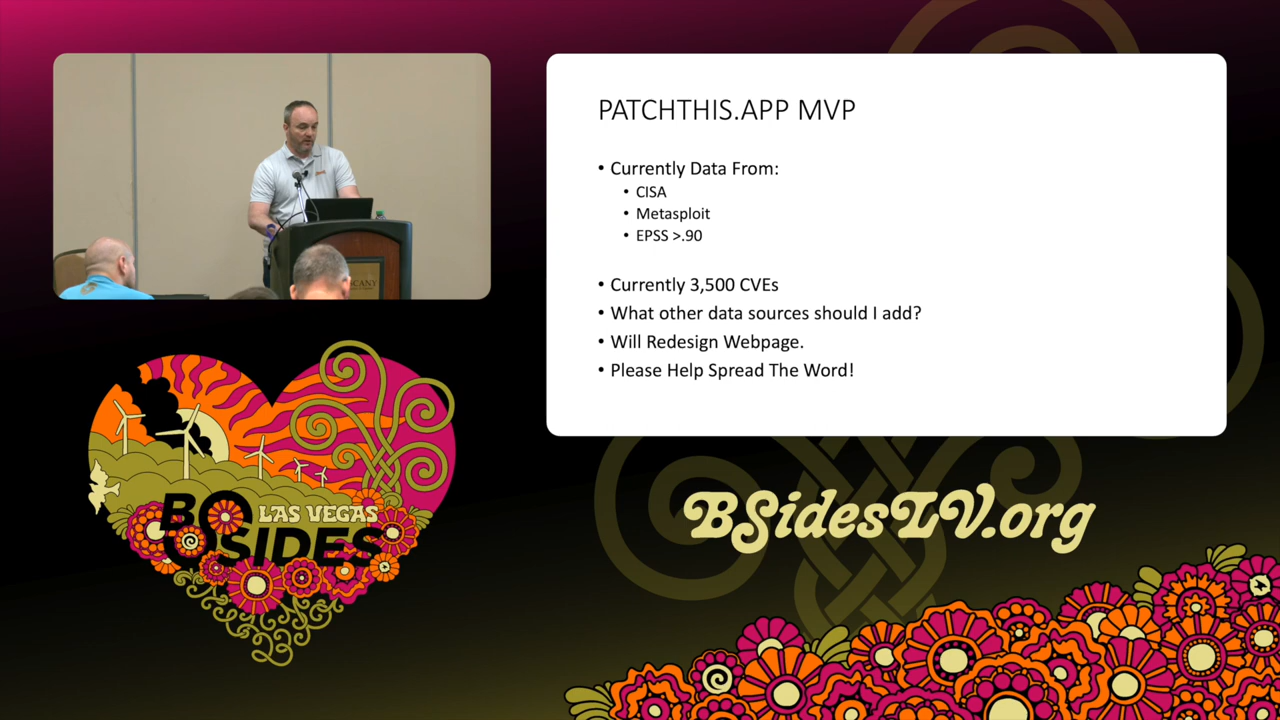 PATCHTHIS.APP MVP
• Currently Data From:
• CISA
• Metasploit
• EPSS >.90
• Currently 3,500 CVEs
• What other data sources should I add?
• Will Redesign Webpage.
• Please Help Spread The Word!
LAS VEGAS
BSIDES
BSidesLV.org